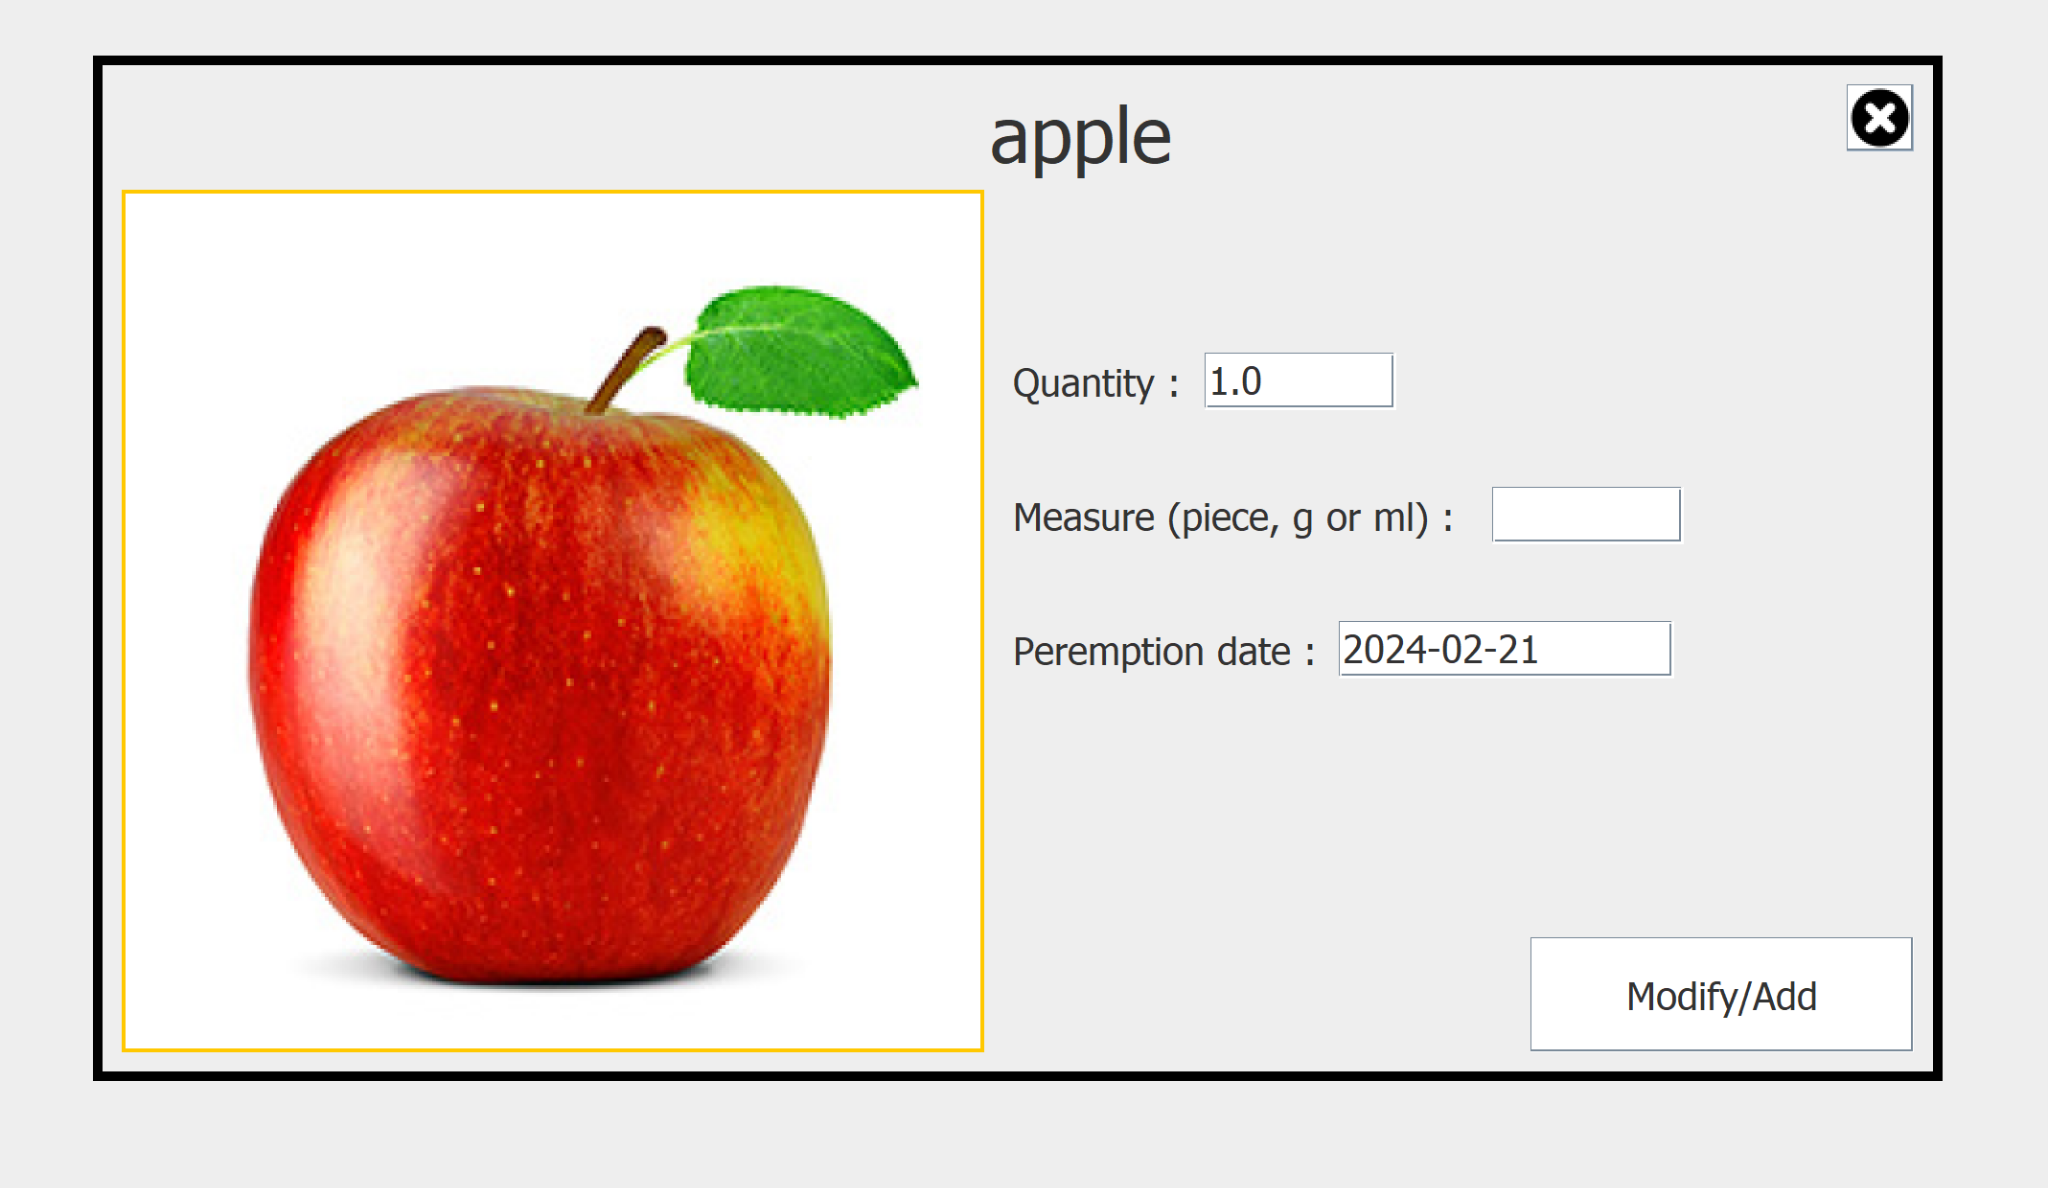 apple
Quantity : 1.0
Measure (piece, g or ml) :
Peremption date : 2024-02-21
Modify/Add